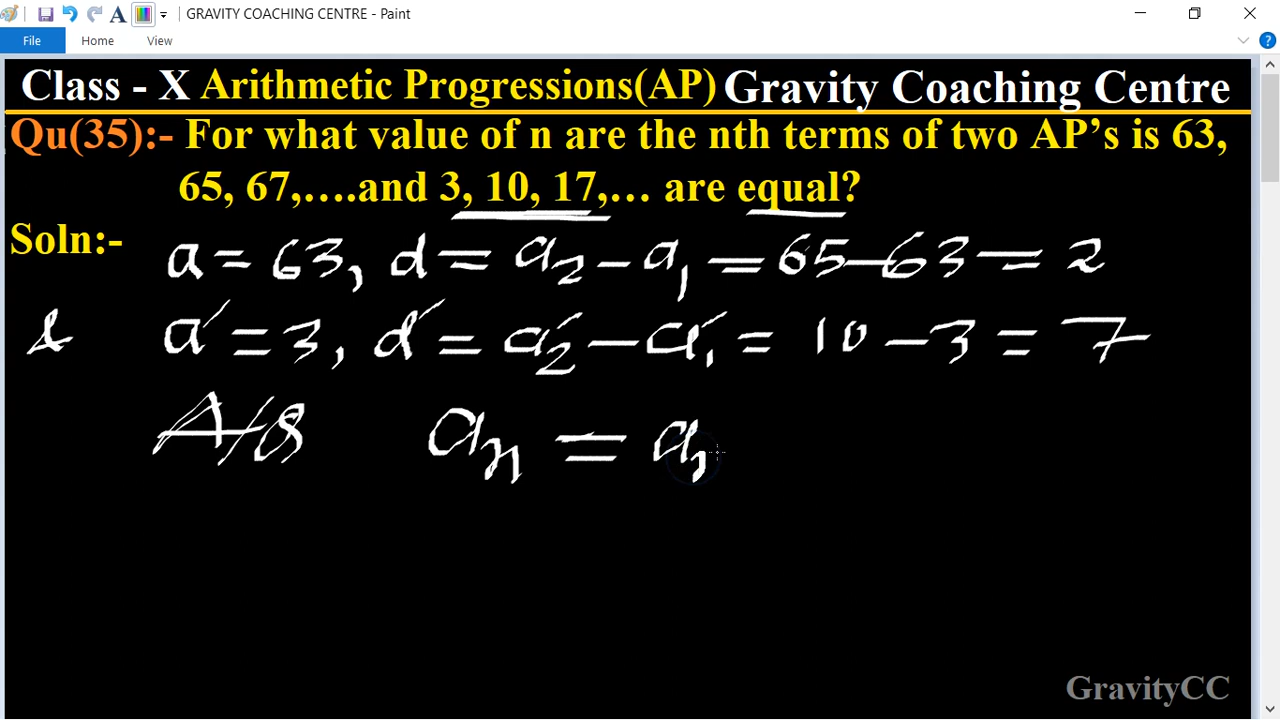 GRAVITY COACHING CENTRE - Paint
File Home View
Class - X Arithmetic Progressions(AP) Gravity Coaching Centre
Qu(35):- For what value of n are the nth terms of two AP’s is 63,
65, 67,....and 3, 10, 17,... are equal?
Soln:- a = 63, d = a₂ - a₁ = 65 - 63 = 2
& a′ = 3, d′ = a′₂ - a′₁ = 10 - 3 = 7
A/S aₙ = a
GravityCC